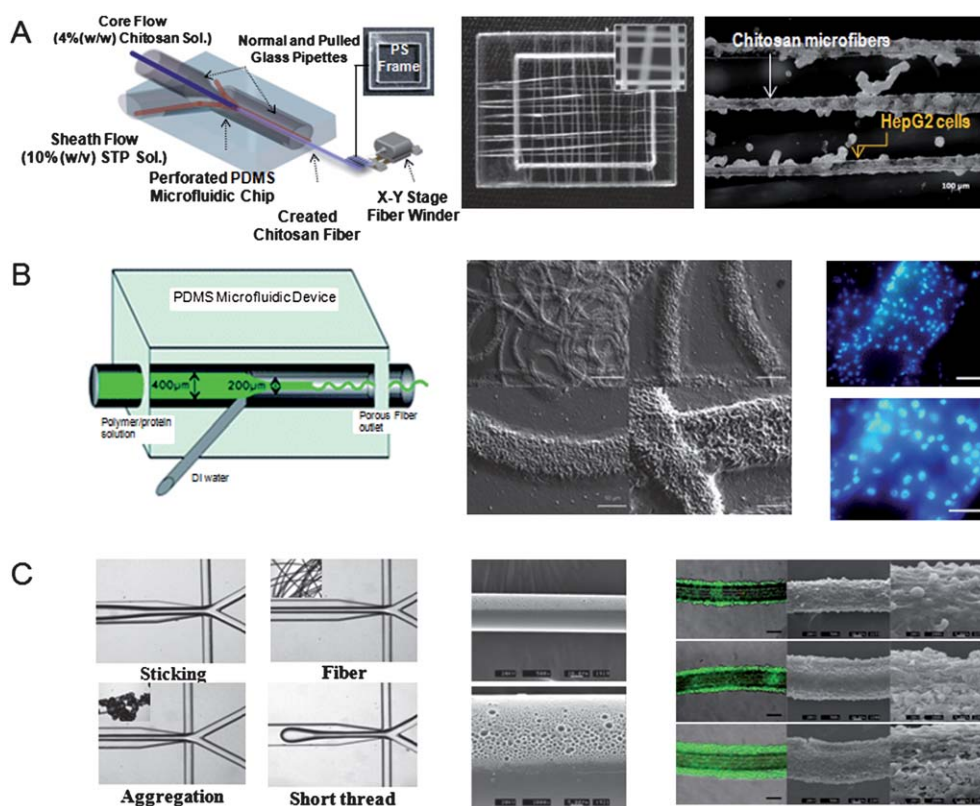 A
Core Flow
(4%(w/w) Chitosan Sol.)
Normal and Pulled
Glass Pipettes
PS
Frame
Sheath Flow
(10%(w/v) STP Sol.)
Perforated PDMS
Microfluidic Chip
Created
Chitosan Fiber
X-Y Stage
Fiber Winder
Chitosan microfibers
HepG2 cells
100 µm
B
PDMS Microfluidic Device
400µm
200µm
Polymer/protein
solution
Porous Fiber
outlet
DI water
C
Sticking
Fiber
Aggregation
Short thread